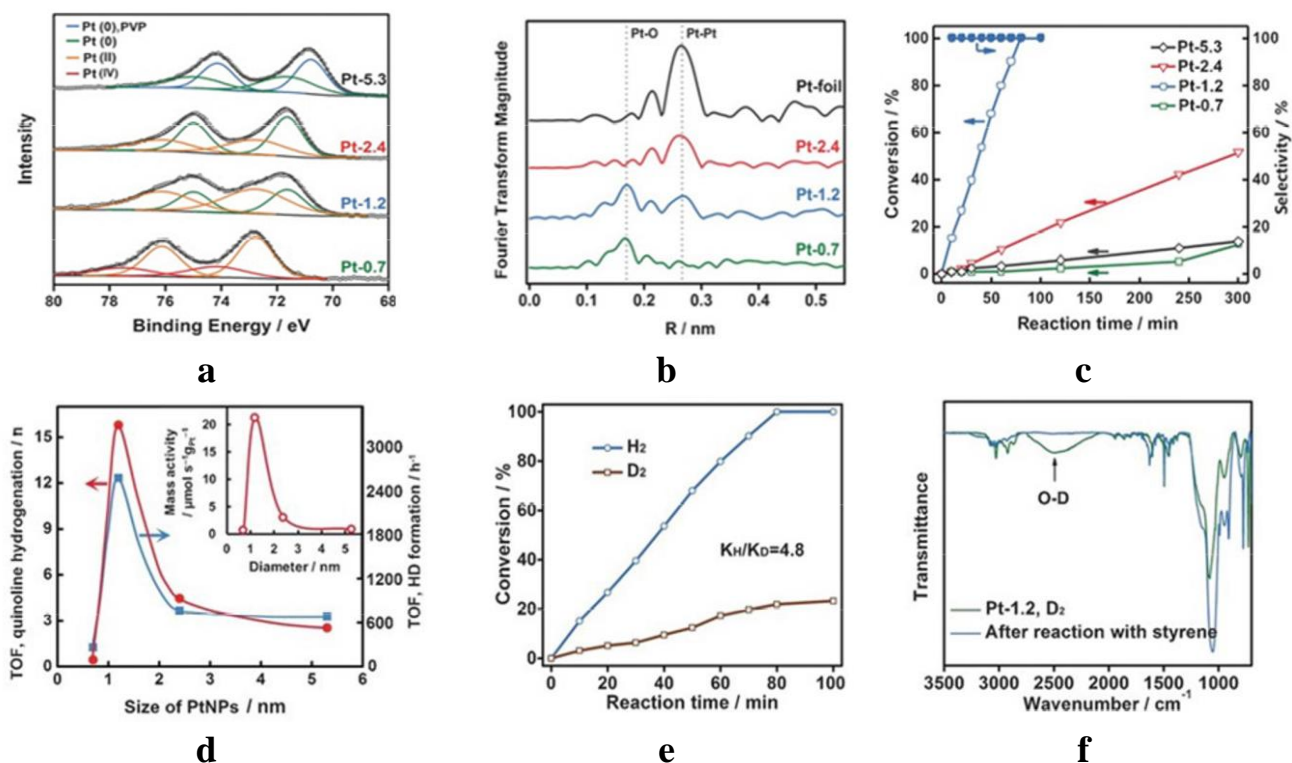 Pt (0),PVP
Pt (0)
Pt (II)
Pt (IV)
Pt-5.3
Pt-2.4
Pt-1.2
Pt-0.7
Intensity
80 78 76 74 72 70 68
Binding Energy / eV
a
Pt-O Pt-Pt
Pt-foil
Pt-2.4
Pt-1.2
Pt-0.7
Fourier Transform Magnitude
0.0 0.1 0.2 0.3 0.4 0.5
R / nm
b
Pt-5.3
Pt-2.4
Pt-1.2
Pt-0.7
Conversion / %
100
80
60
40
20
0
Selectivity / %
100
80
60
40
20
0
0 50 100 150 200 250 300
Reaction time / min
c
TOF, quinoline hydrogenation / h
15
12
9
6
3
0
Mass activity
/ μmol s⁻¹gPt⁻¹
20
15
10
5
0
0 1 2 3 4 5
Diameter / nm
3000
2400
1800
1200
600
0
TOF, HD formation / h⁻¹
0 1 2 3 4 5 6
Size of PtNPs / nm
d
Conversion / %
100
80
60
40
20
0
H2
D2
KH/KD=4.8
0 20 40 60 80 100
Reaction time / min
e
Transmittance
O-D
Pt-1.2, D2
After reaction with styrene
3500 3000 2500 2000 1500 1000
Wavenumber / cm⁻¹
f